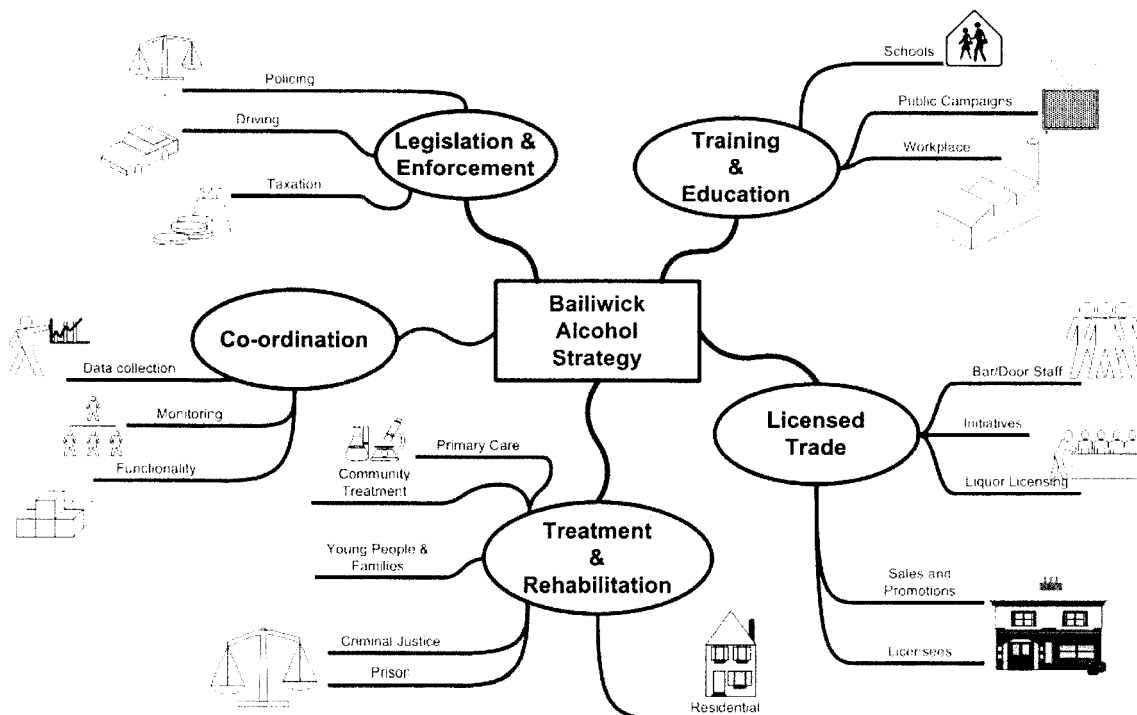 Schools
Policing
Public Campaigns
Driving
Legislation &
Enforcement
Training
&
Education
Workplace
Taxation
Bailiwick
Alcohol
Strategy
Co-ordination
Data collection
Monitoring
Functionality
Bar/Door Staff
Licensed
Trade
Initiatives
Liquor Licensing
Primary Care
Community
Treatment
Treatment
&
Rehabilitation
Young People &
Families
Sales and
Promotions
Criminal Justice
Licensees
Prison
Residential